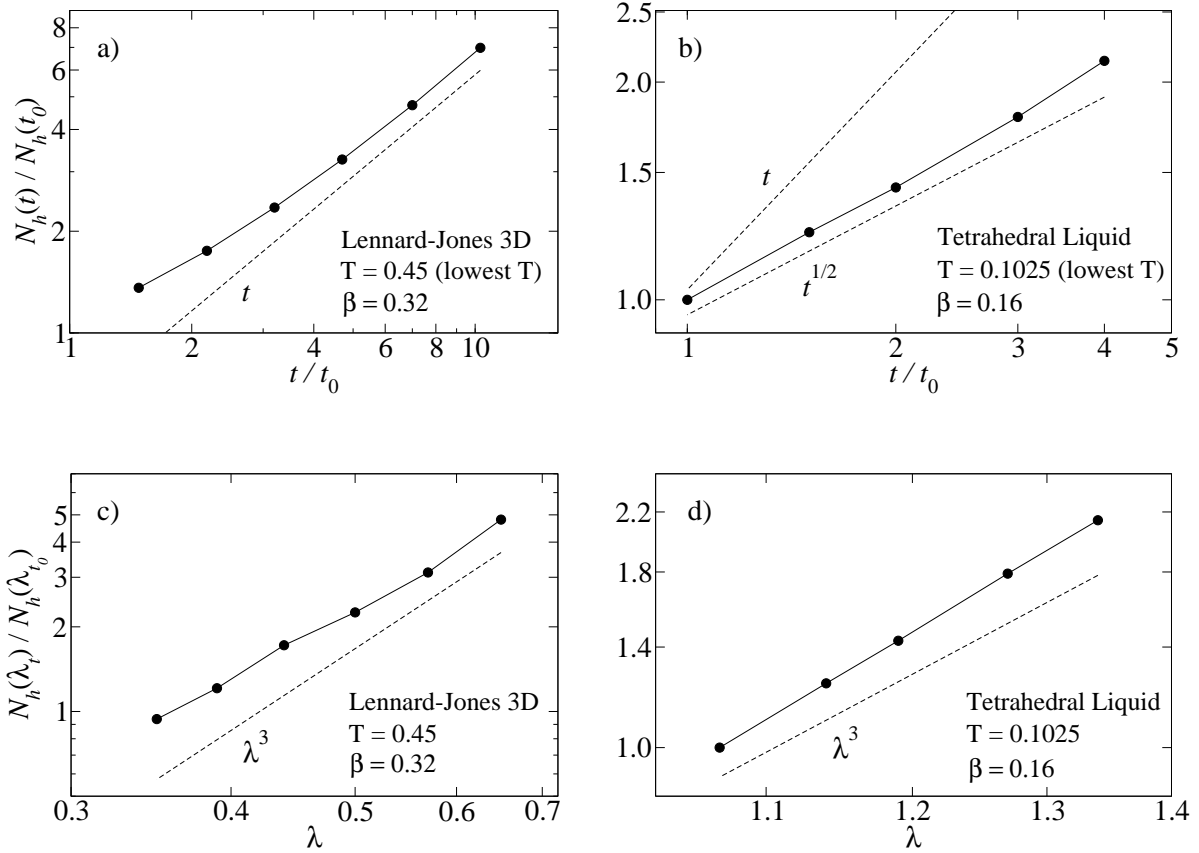 a)
8
6
4
2
1
N_h(t) / N_h(t_0)
Lennard-Jones 3D
T = 0.45 (lowest T)
β = 0.32
t
1 2 4 6 8 10
t / t_0
b)
2.5
2.0
1.5
1.0
t
t^{1/2}
Tetrahedral Liquid
T = 0.1025 (lowest T)
β = 0.16
1 2 3 4 5
t / t_0
c)
5
4
3
2
1
N_h(λ_t) / N_h(λ_{t_0})
λ^3
Lennard-Jones 3D
T = 0.45
β = 0.32
0.3 0.4 0.5 0.6 0.7
λ
d)
2.2
1.8
1.4
1.0
λ^3
Tetrahedral Liquid
T = 0.1025
β = 0.16
1.1 1.2 1.3 1.4
λ